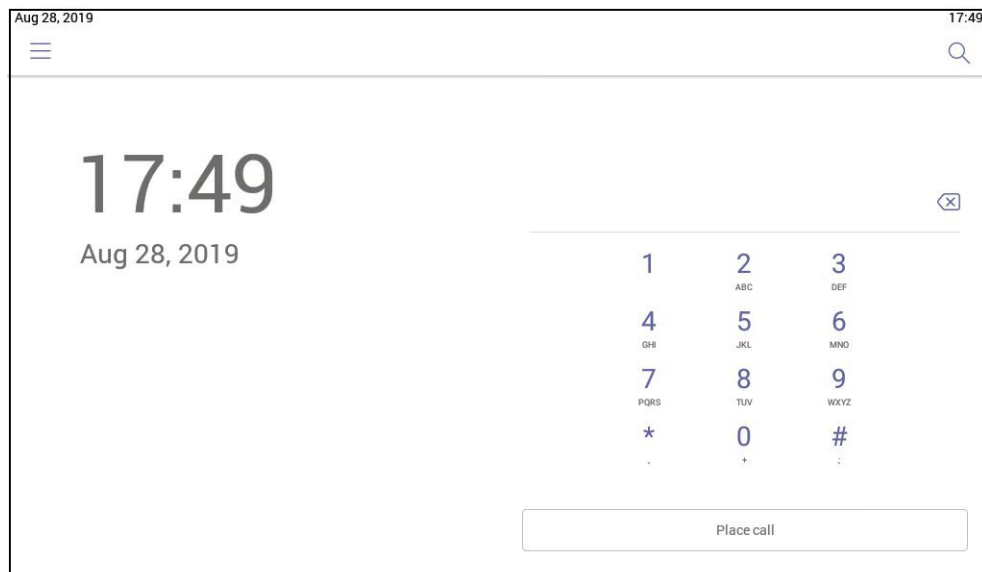 Aug 28, 2019 17:49
17:49
Aug 28, 2019
1 2 3
ABC DEF
4 5 6
GHI JKL MNO
7 8 9
PQRS TUV WXYZ
* 0 #
, + ;
Place call